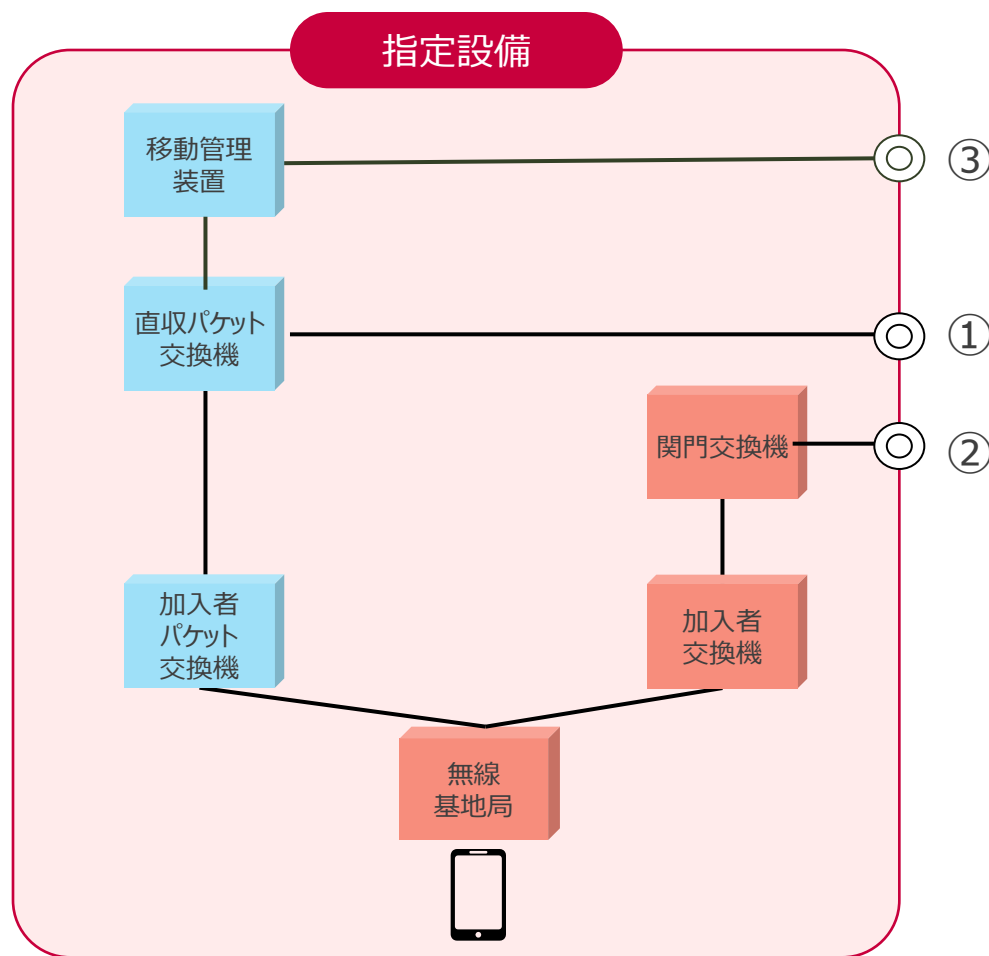 指定設備
移動管理
装置
③
直収パケット
交換機
①
関門交換機
②
加入者
パケット
交換機
加入者
交換機
無線
基地局